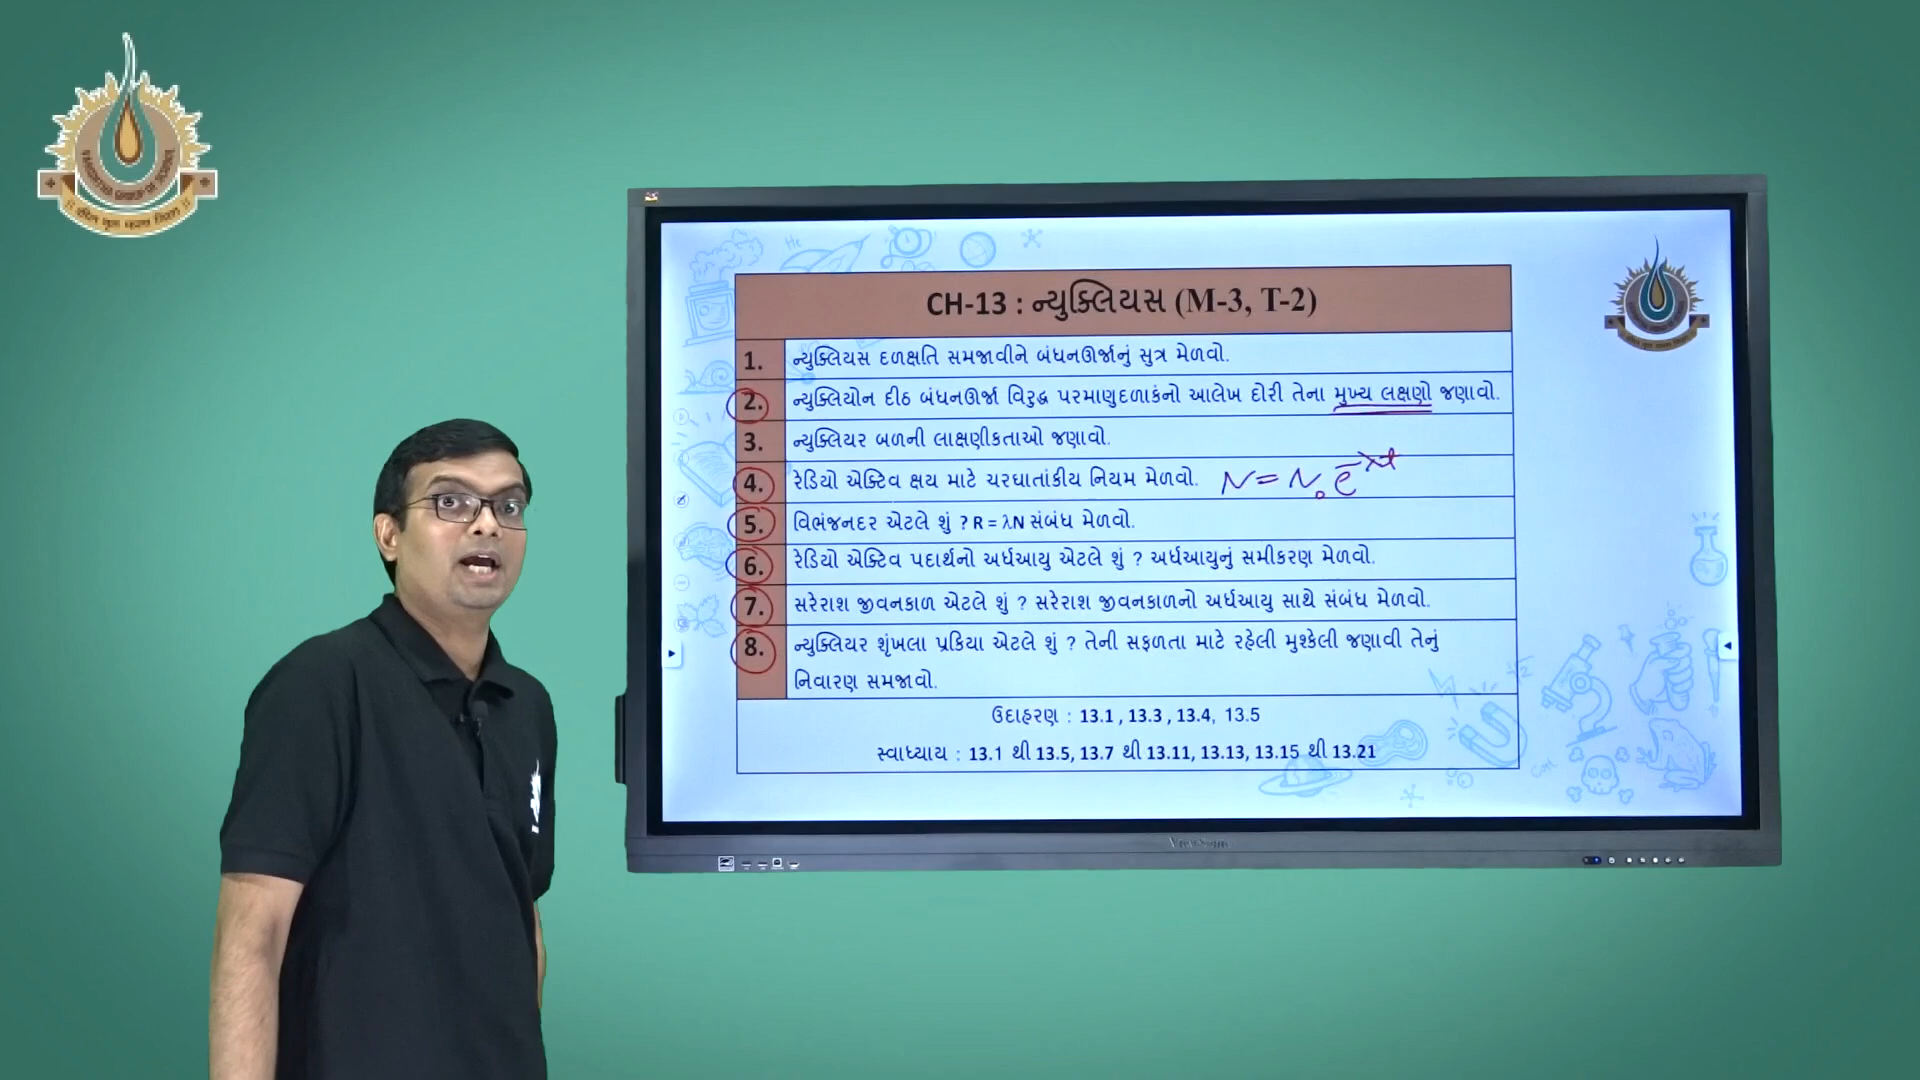 CH-13 : ન્યુક્લિયસ (M-3, T-2)
1. ન્યુક્લિયસ દળક્ષતિ સમજાવીને બંધનઊર્જાનું સુત્ર મેળવો.
2. ન્યુક્લિયોન દીઠ બંધનઊર્જા વિરુદ્ધ પરમાણુદળાકંનો આલેખ દોરી તેના મુખ્ય લક્ષણો જણાવો.
3. ન્યુક્લિયર બળની લાક્ષણીકતાઓ જણાવો.
4. રેડિયો એક્ટિવ ક્ષય માટે ચરઘાતાંકીય નિયમ મેળવો. N = N₀ e^-λt
5. વિભંજનદર એટલે શું ? R = λN સંબંધ મેળવો.
6. રેડિયો એક્ટિવ પદાર્થનો અર્ધઆયુ એટલે શું ? અર્ધઆયુનું સમીકરણ મેળવો.
7. સરેરાશ જીવનકાળ એટલે શું ? સરેરાશ જીવનકાળનો અર્ધઆયુ સાથે સંબંધ મેળવો.
8. ન્યુક્લિયર શૃંખલા પ્રકિયા એટલે શું ? તેની સફળતા માટે રહેલી મુશ્કેલી જણાવી તેનું
નિવારણ સમજાવો.
ઉદાહરણ : 13.1 , 13.3 , 13.4, 13.5
સ્વાધ્યાય : 13.1 થી 13.5, 13.7 થી 13.11, 13.13, 13.15 થી 13.21
ViewSonic